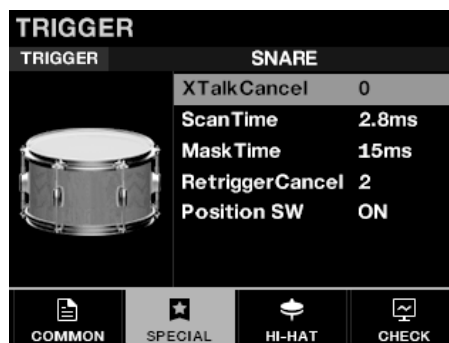 TRIGGER
TRIGGER SNARE
XTalkCancel 0
ScanTime 2.8ms
MaskTime 15ms
RetriggerCancel 2
Position SW ON
COMMON SPECIAL HI-HAT CHECK